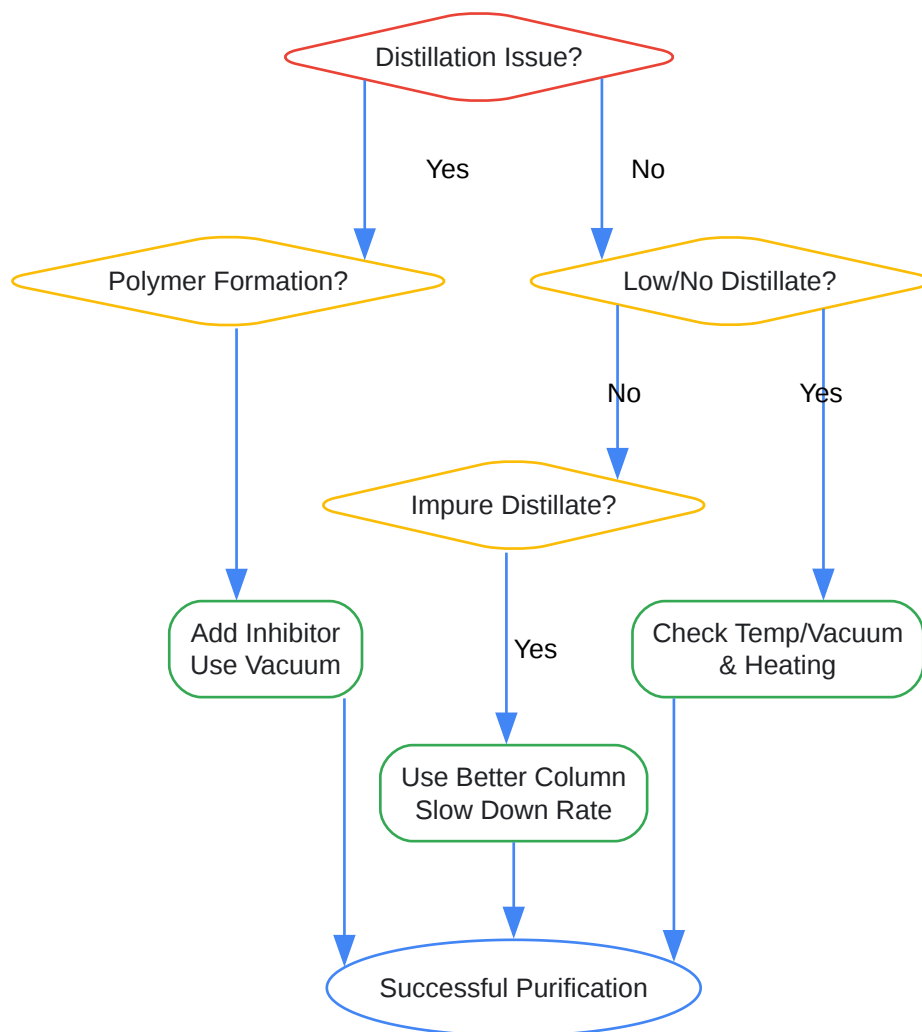 Distillation Issue?
Yes
No
Polymer Formation?
Low/No Distillate?
No
Yes
Impure Distillate?
Add Inhibitor
Use Vacuum
Yes
Check Temp/Vacuum
& Heating
Use Better Column
Slow Down Rate
Successful Purification